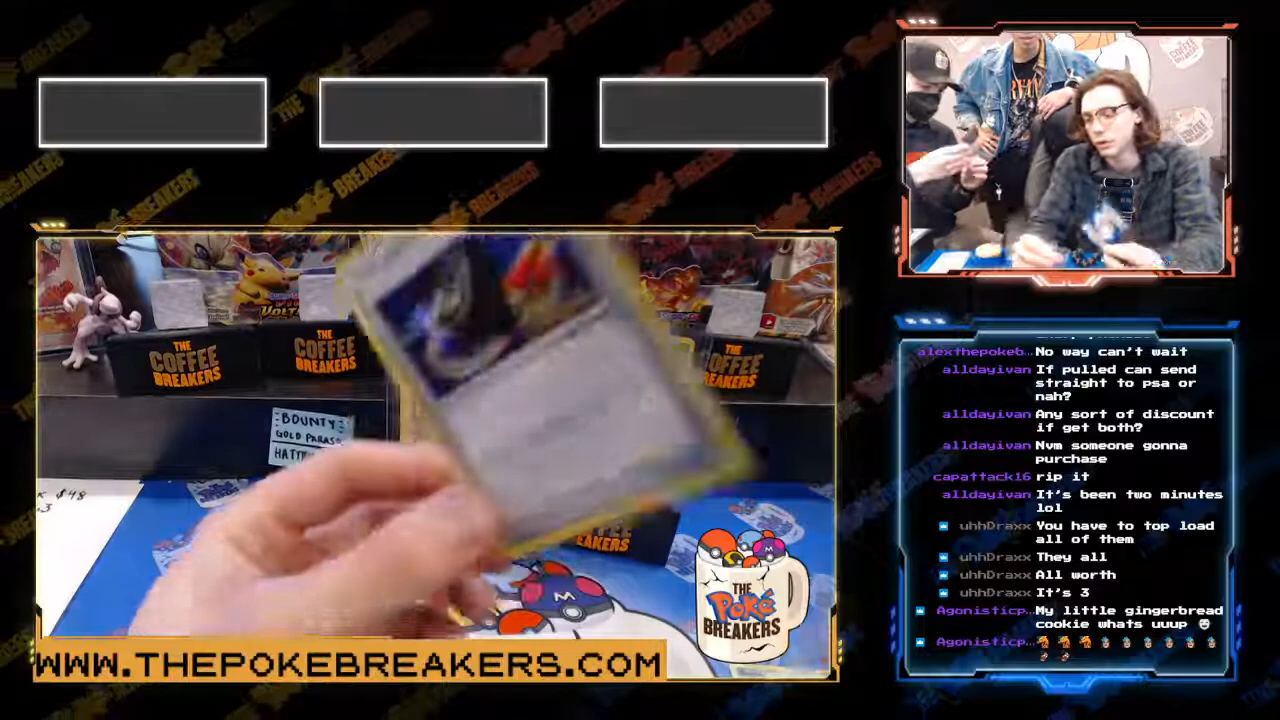 THE
COFFEE
BREAKERS
THE
COFFEE
BREAKERS
THE
COFFEE
BREAKERS
BOUNTY
GOLD PARAS
HATT
$48
BREAKERS
THE
Poké
BREAKERS
WWW.THEPOKEBREAKERS.COM
alexthepokeb... No way can't wait
alldayivan If pulled can send
straight to psa or
nah?
alldayivan Any sort of discount
if get both?
alldayivan Nvm someone gonna
purchase
capattack16 rip it
alldayivan It's been two minutes
lol
uhhDraxx You have to top load
all of them
uhhDraxx They all
uhhDraxx All worth
uhhDraxx It's 3
Agonisticp... My little gingerbread
cookie whats uuup
Agonisticp...